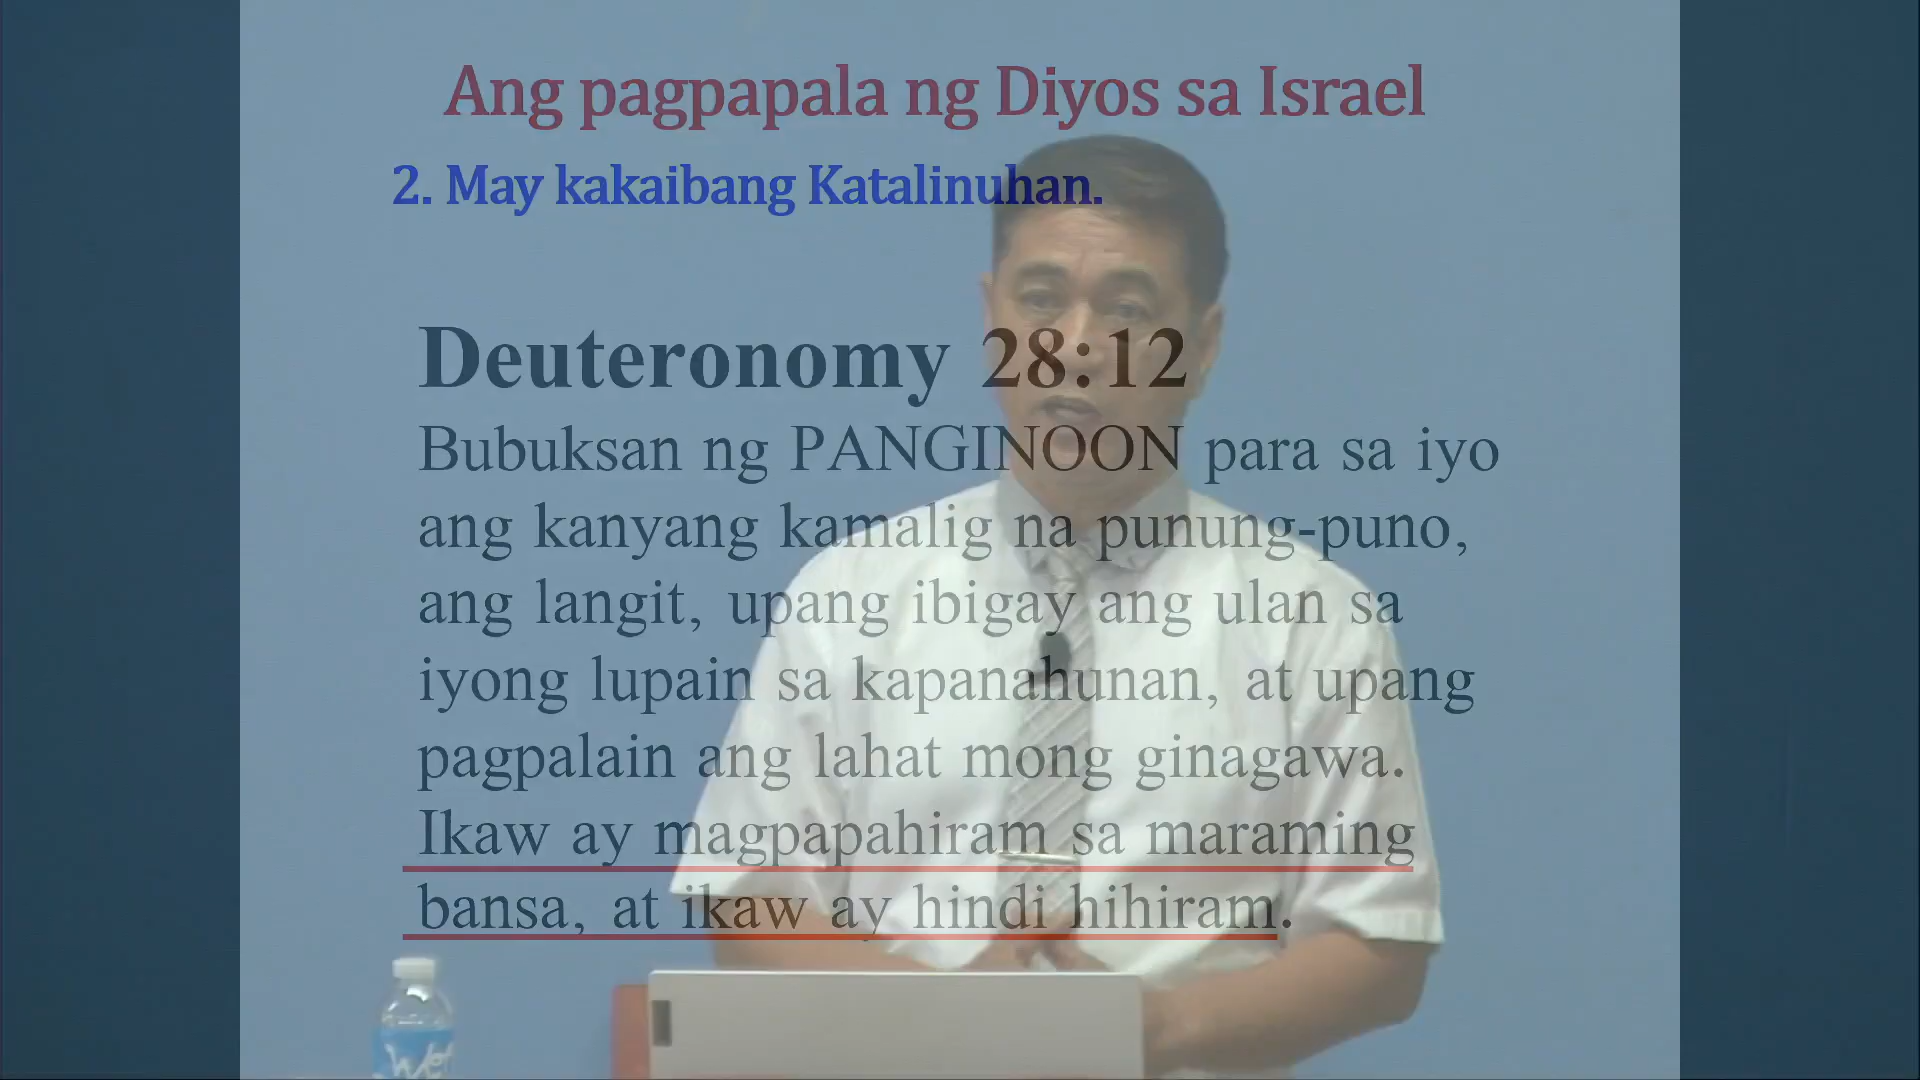 Ang pagpapala ng Diyos sa Israel
2. May kakaibang Katalinuhan.
Deuteronomy 28:12
Bubuksan ng PANGINOON para sa iyo
ang kanyang kamalig na punung-puno,
ang langit, upang ibigay ang ulan sa
iyong lupain sa kapanahunan, at upang
pagpalain ang lahat mong ginagawa.
Ikaw ay magpapahiram sa maraming
bansa, at ikaw ay hindi hihiram.